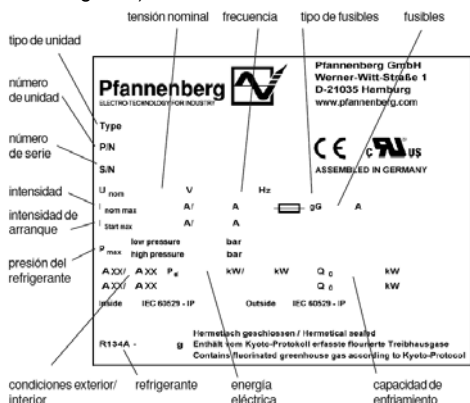 tensión nominal frecuencia tipo de fusibles fusibles
tipo de unidad
número
de unidad
número
de serie
intensidad
intensidad de
arranque
presión del
refrigerante
Pfannenberg
ELECTRO-TECHNOLOGY FOR INDUSTRY
Pfannenberg GmbH
Werner-Witt-Straße 1
D-21035 Hamburg
www.pfannenberg.com
Type
P/N
S/N
CE c RU US
ASSEMBLED IN GERMANY
U nom V Hz
I nom max A/ A gG A
I Start max A/ A
P max low pressure bar
high pressure bar
A XX/ A XX P el kW/ kW Q 0 kW
A XX/ A XX Q 0 kW
Inside IEC 60529 - IP Outside IEC 60529 - IP
Hermetisch geschlossen / Hermetical sealed
R134A - g Enthält vom Kyoto-Protokoll erfasste flourierte Treibhausgase
Contains fluorinated greenhouse gas according to Kyoto-Protocol
condiciones exterior/ refrigerante energía capacidad de
interior eléctrica enfriamiento